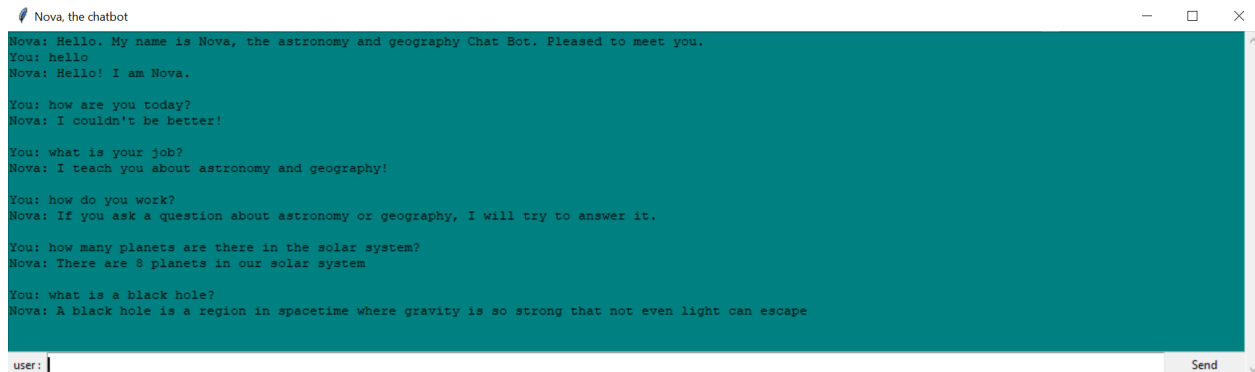 Nova, the chatbot
Nova: Hello. My name is Nova, the astronomy and geography Chat Bot. Pleased to meet you.
You: hello
Nova: Hello! I am Nova.
You: how are you today?
Nova: I couldn't be better!
You: what is your job?
Nova: I teach you about astronomy and geography!
You: how do you work?
Nova: If you ask a question about astronomy or geography, I will try to answer it.
You: how many planets are there in the solar system?
Nova: There are 8 planets in our solar system
You: what is a black hole?
Nova: A black hole is a region in spacetime where gravity is so strong that not even light can escape
user: Send